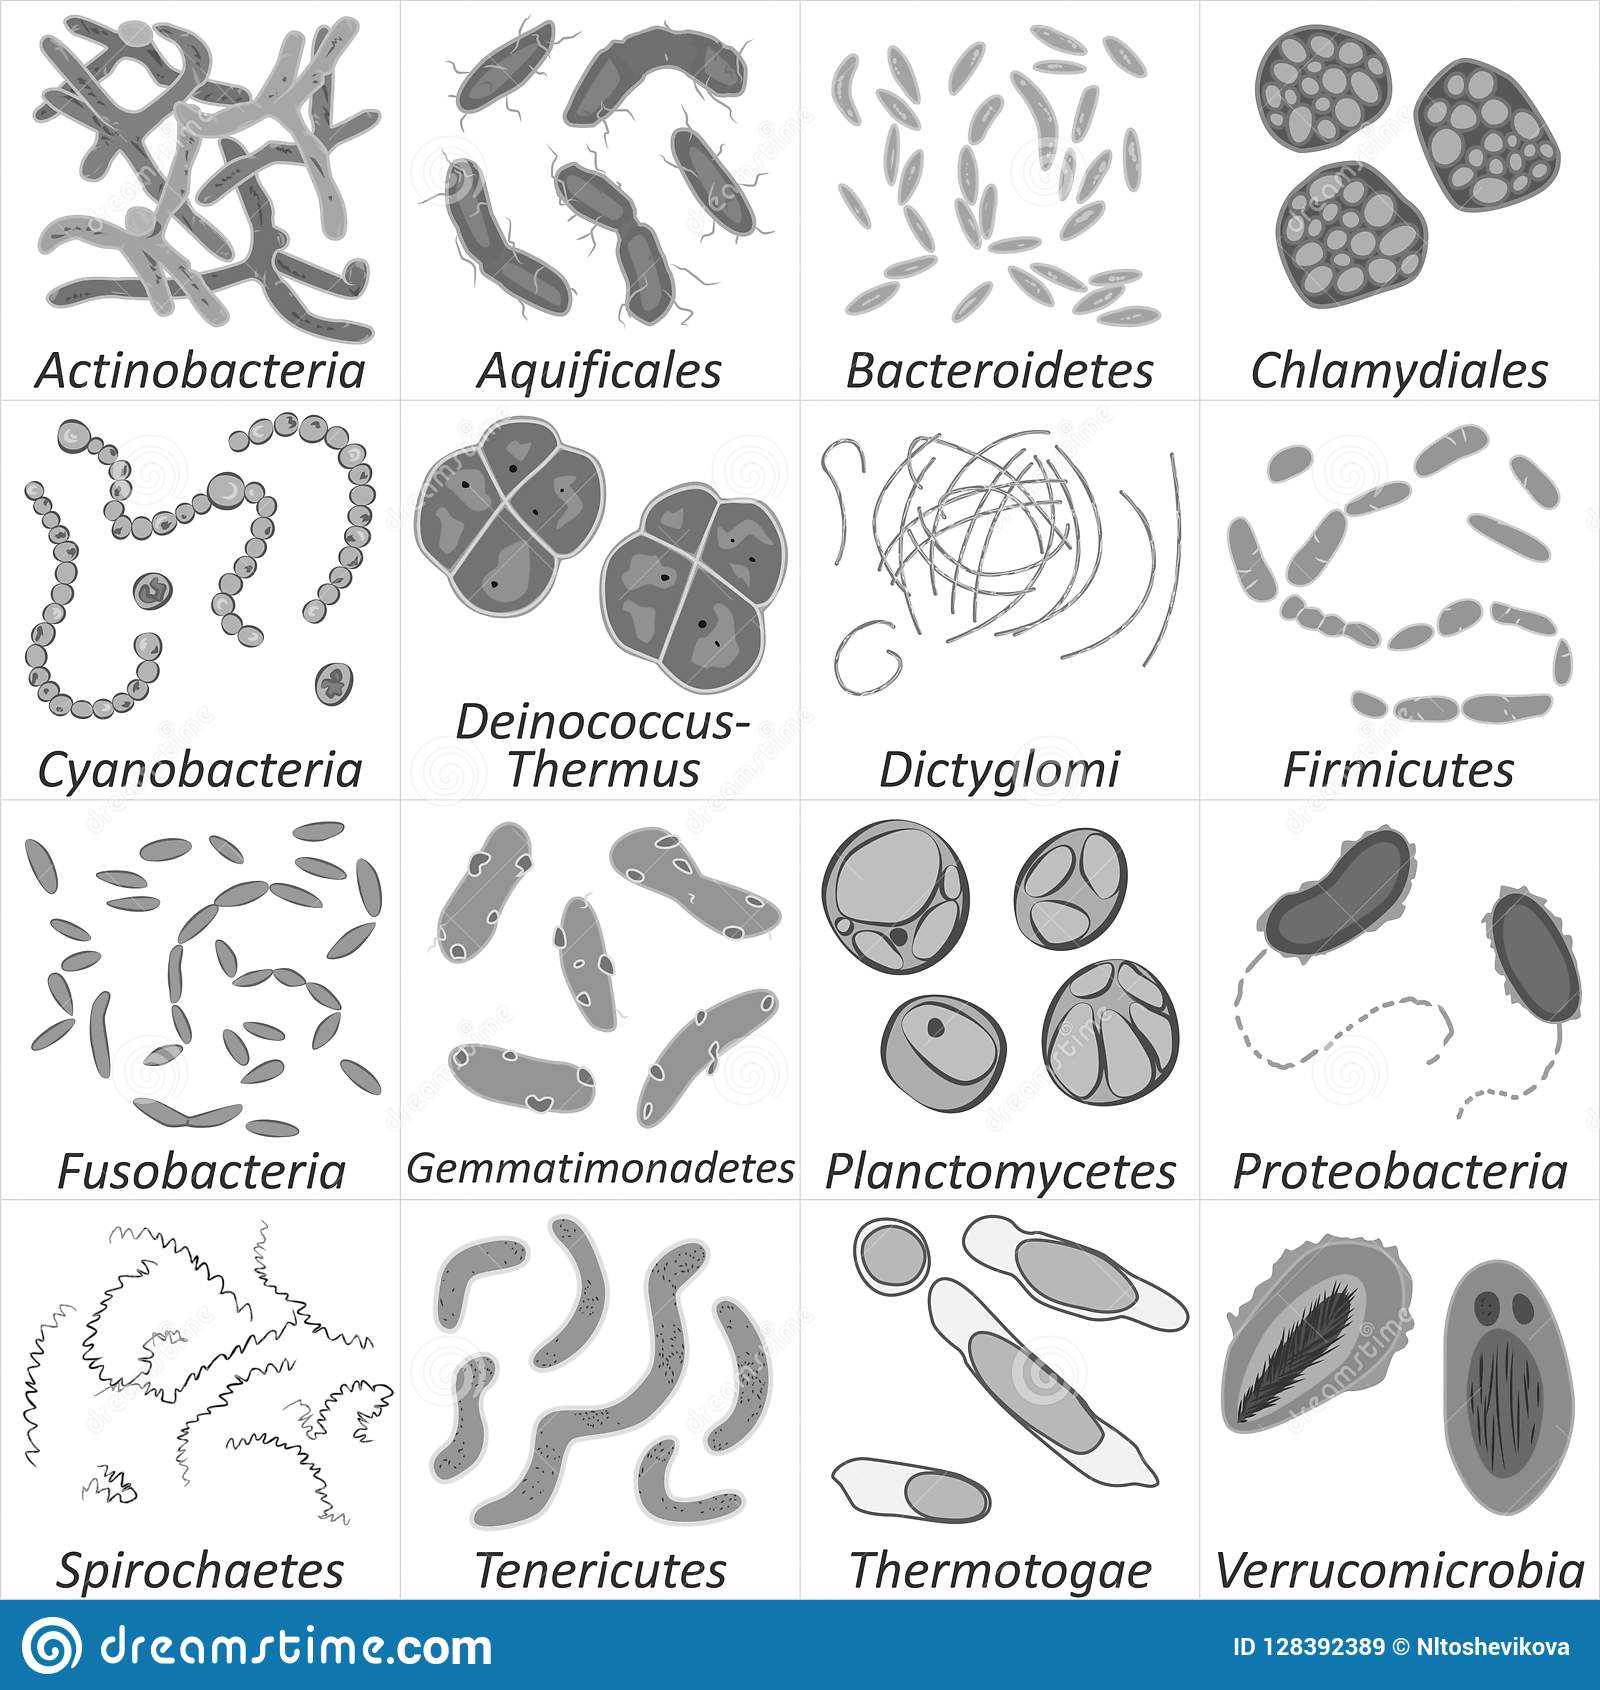 Actinobacteria
Aquificales
Bacteroidetes
Chlamydiales
Cyanobacteria
Deinococcus-
Thermus
Dictyglomi
Firmicutes
Fusobacteria
Gemmatimonadetes
Planctomycetes
Proteobacteria
Spirochaetes
Tenericutes
Thermotogae
Verrucomicrobia
dreamstime.com
ID 128392389 © Nltoshevikova